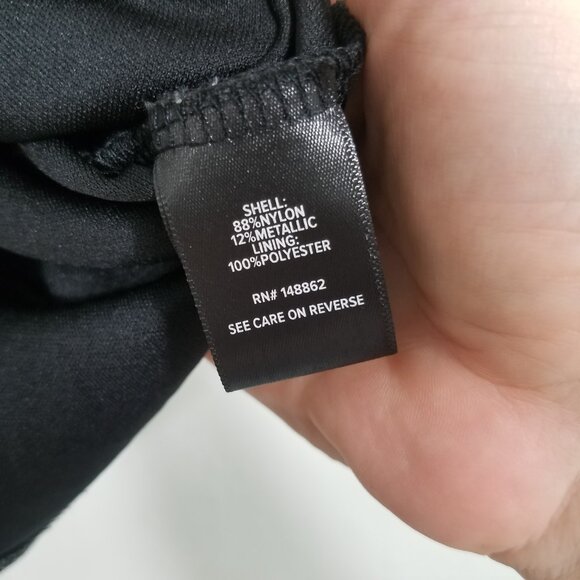 SHELL:
88%NYLON
12%METALLIC
LINING:
100%POLYESTER
RN# 148862
SEE CARE ON REVERSE